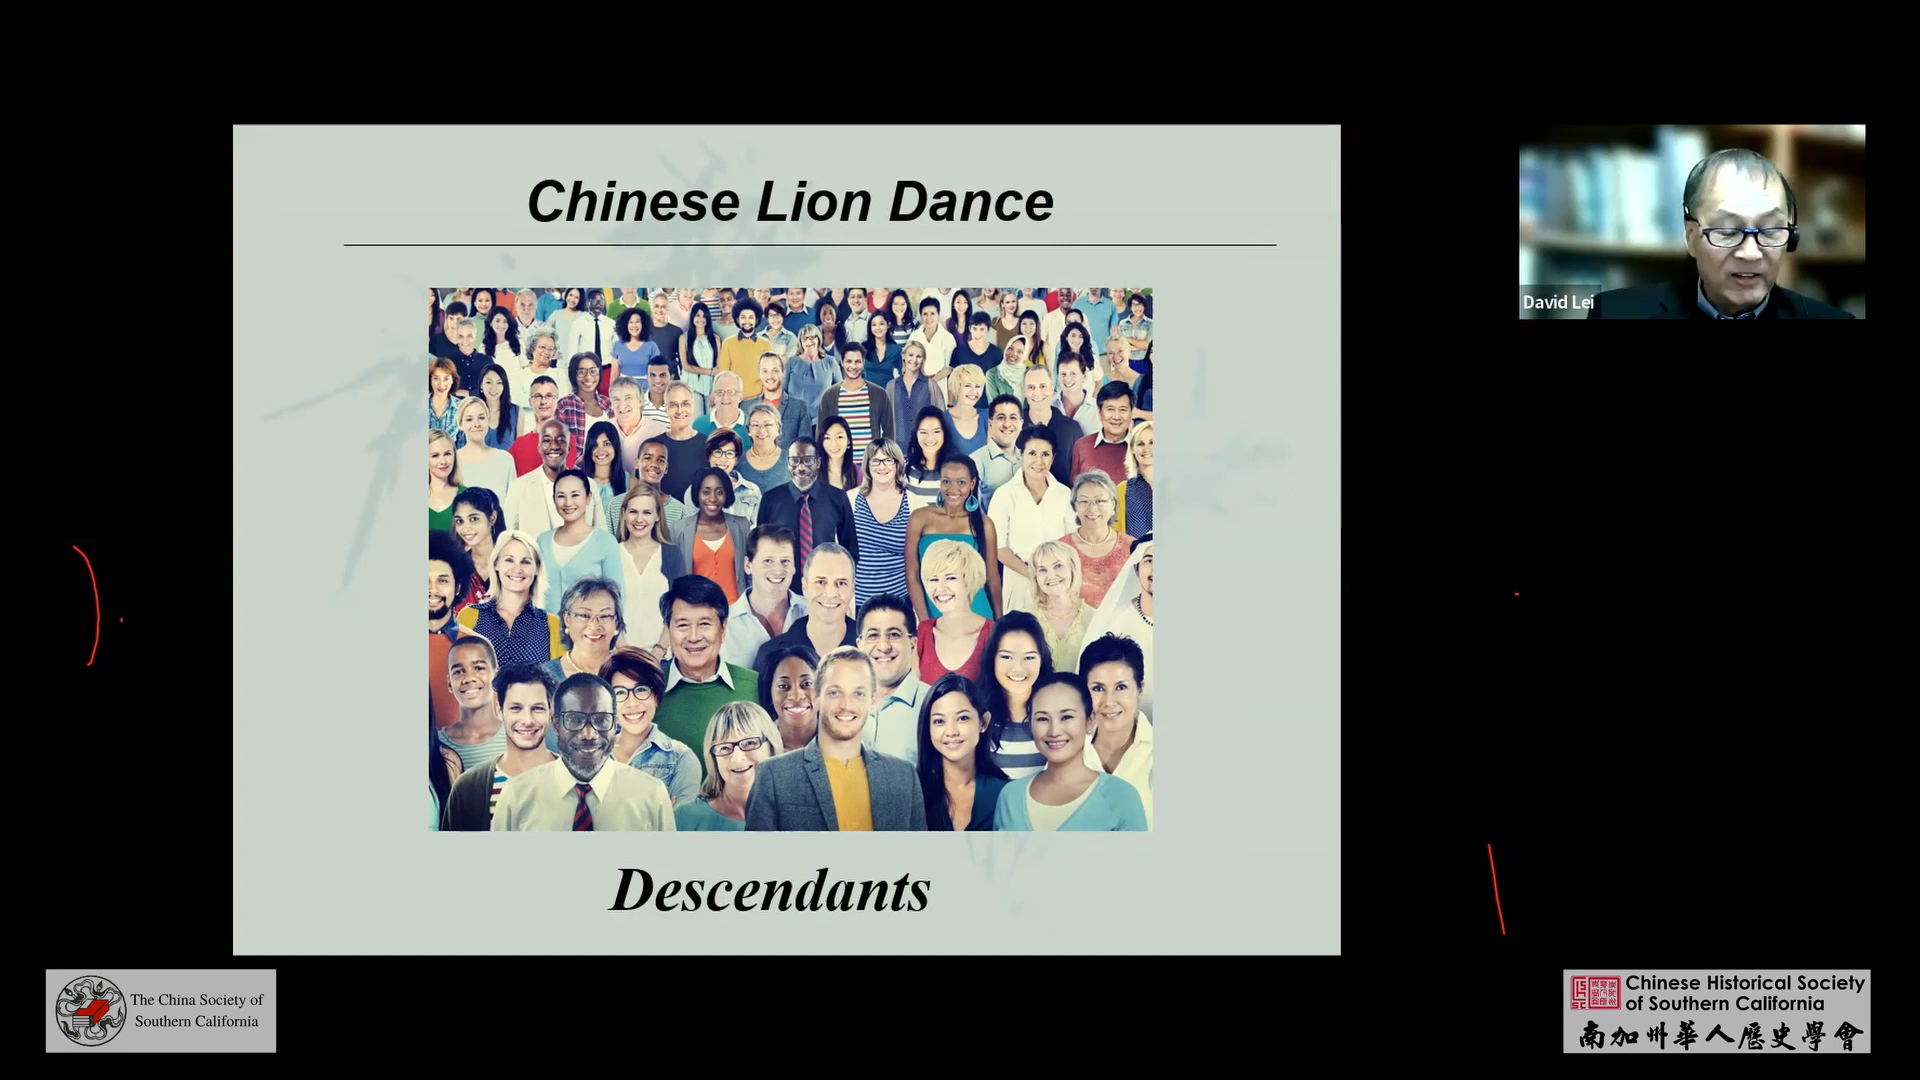 Chinese Lion Dance
David Lei
Descendants
The China Society of
Southern California
Chinese Historical Society
of Southern California
南加州華人歷史學會